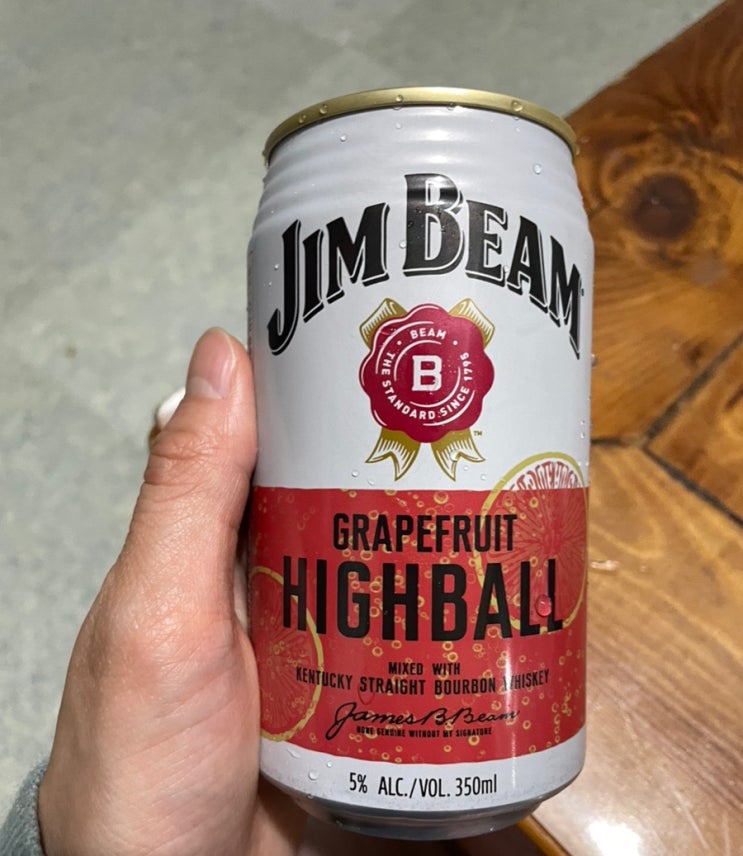 JIM BEAM
BEAM
B
THE STANDARD SINCE 1795
TM
GRAPEFRUIT
HIGHBALL
MIXED WITH
KENTUCKY STRAIGHT BOURBON WHISKEY
James B. Beam
NONE GENUINE WITHOUT MY SIGNATURE
5% ALC./VOL. 350ml